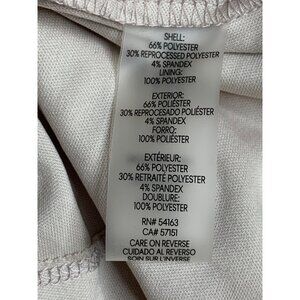 SHELL:
66% POLYESTER
30% REPROCESSED POLYESTER
4% SPANDEX
LINING:
100% POLYESTER
EXTERIOR:
66% POLIÉSTER
30% REPROCESADO POLIÉSTER
4% SPANDEX
FORRO:
100% POLIÉSTER
EXTÉRIEUR:
66% POLYESTER
30% RETRAITÉ POLYESTER
4% SPANDEX
DOUBLURE:
100% POLYESTER
RN# 54163
CA# 57151
CARE ON REVERSE
CUIDADO AL REVERSO
SOIN SUR L'INVERSE